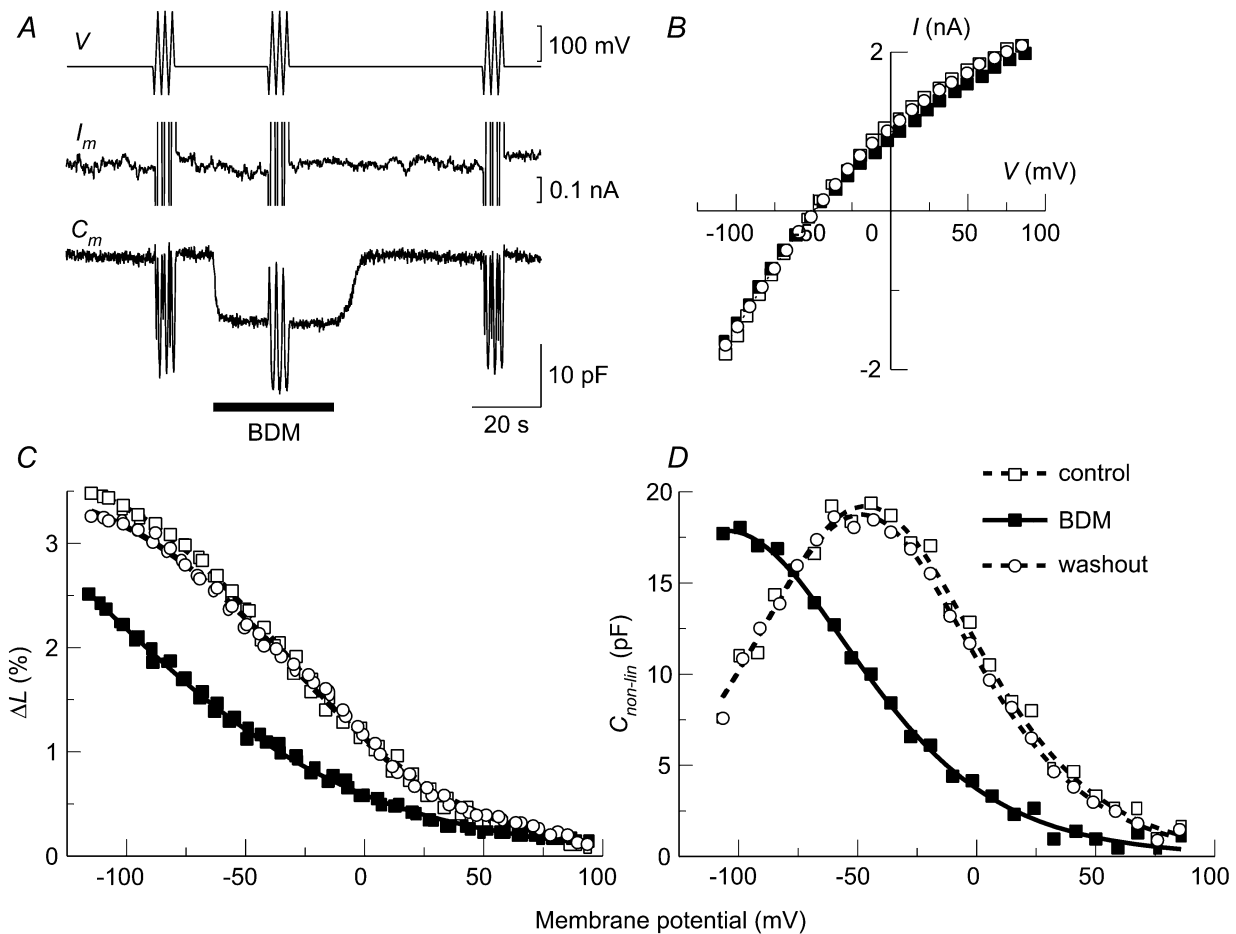 A
V
100 mV
I_m
0.1 nA
C_m
10 pF
20 s
BDM
B
I (nA)
2
V (mV)
-100 -50 0 50 100
-2
C
3
2
1
0
ΔL (%)
-100 -50 0 50 100
D
control
BDM
washout
20
15
10
5
0
C_non-lin (pF)
-100 -50 0 50 100
Membrane potential (mV)